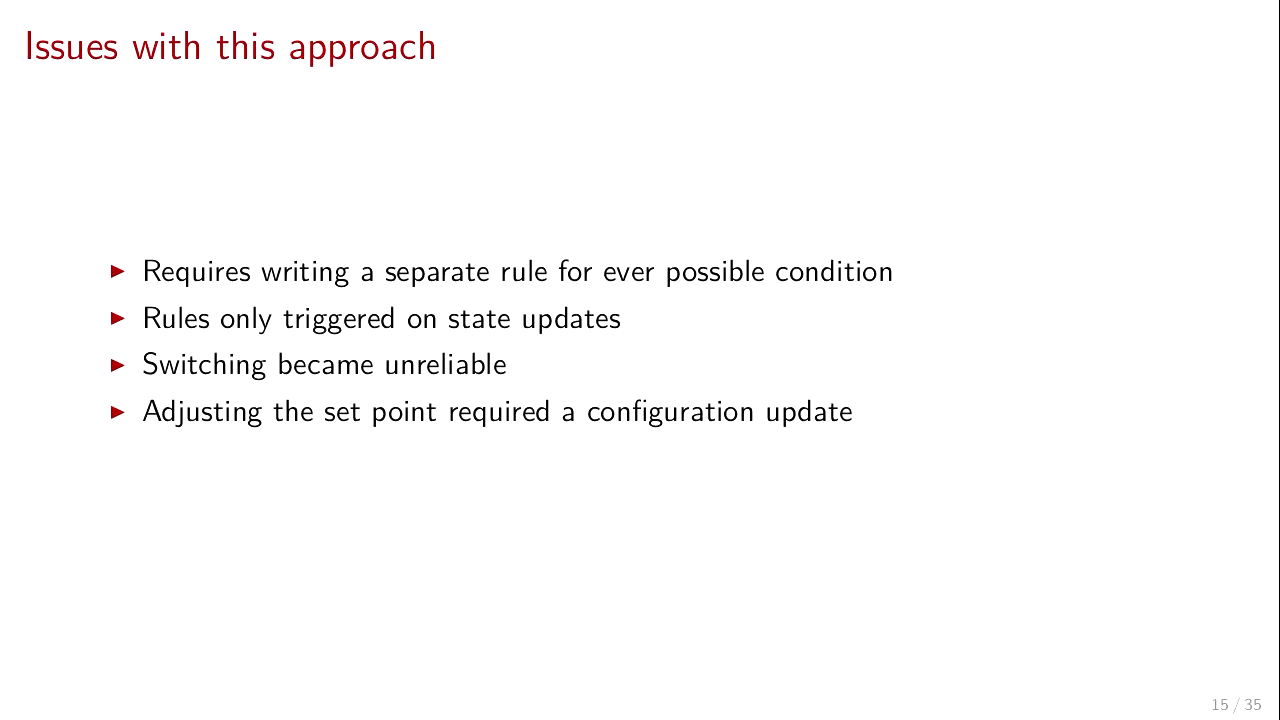 Issues with this approach
▶ Requires writing a separate rule for ever possible condition
▶ Rules only triggered on state updates
▶ Switching became unreliable
▶ Adjusting the set point required a configuration update
15 / 35